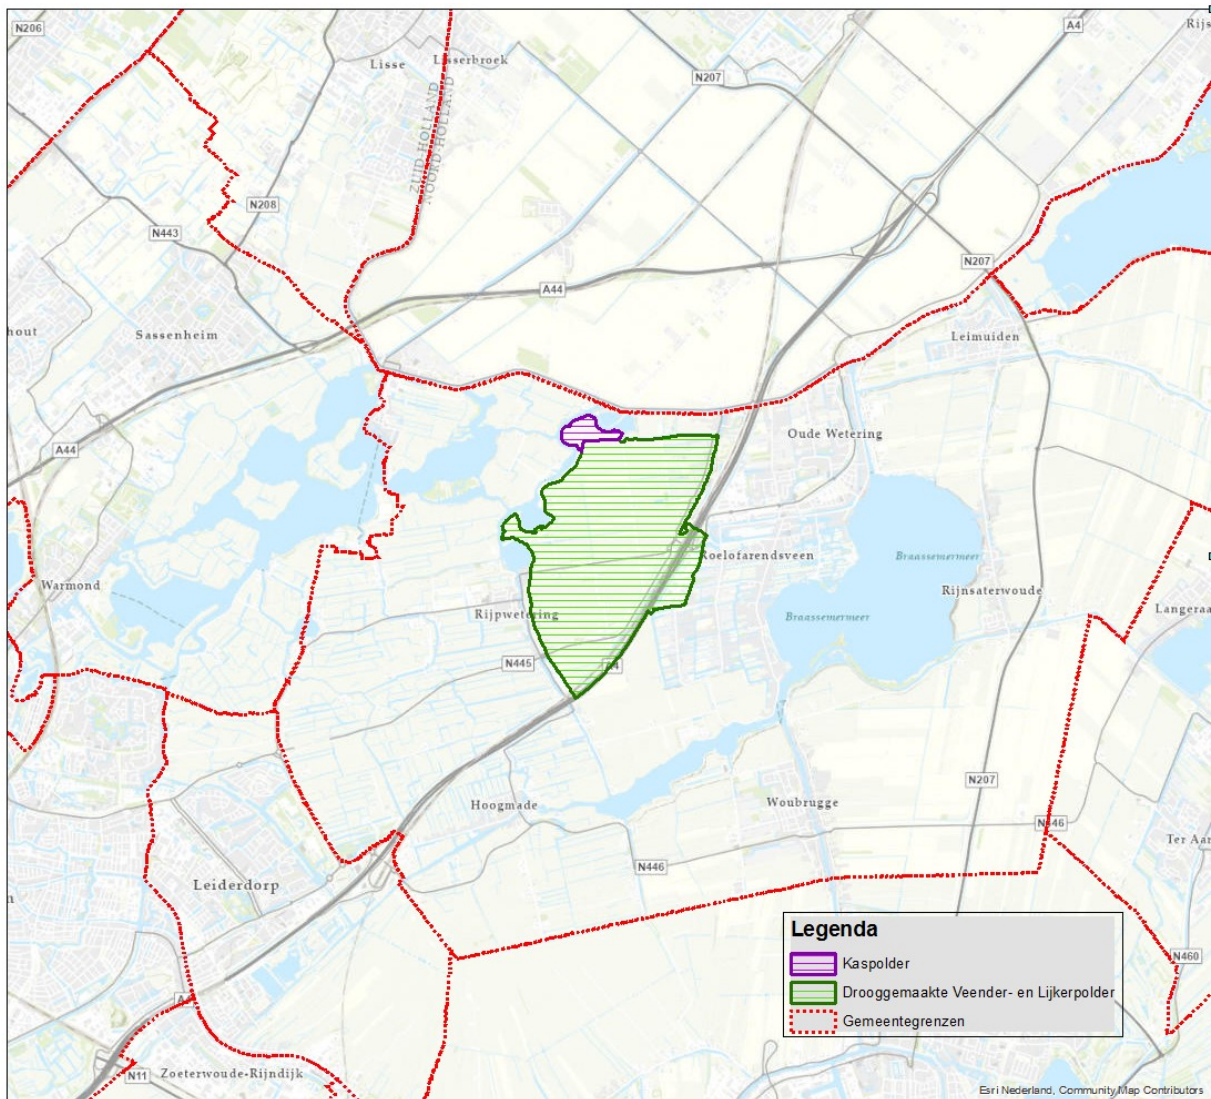 N206
A4
Rijs
Lisse
Lisserbroek
N207
ZUID-HOLLAND
NOORD-HOLLAND
N208
N443
N207
A44
hout
Sassenheim
Leimuiden
Oude Wetering
A44
Roelofarendsveen
Braassemermeer
Warmond
Rijnsaterwoude
Langeraa
Rijpwetering
Braassemermeer
N445
A4
N207
Hoogmade
Woubrugge
N446
Ter Aar
N446
Leiderdorp
n
Legenda
Kaspolder
Drooggemaakte Veender- en Lijkerpolder
Gemeentegrenzen
N460
N11
Zoeterwoude-Rijndijk
Esri Nederland, Community Map Contributors